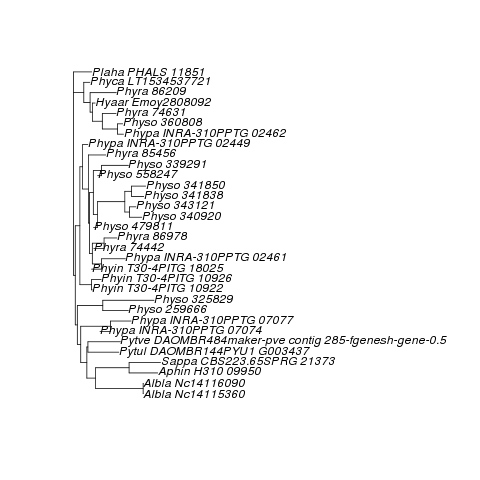 Plaha PHALS 11851
Phyca LT1534537721
Phyra 86209
Hyaar Emoy2808092
Phyra 74631
Physo 360808
Phypa INRA-310PPTG 02462
Phypa INRA-310PPTG 02449
Phyra 85456
Physo 339291
Physo 558247
Physo 341850
Physo 341838
Physo 343121
Physo 340920
Physo 479811
Phyra 86978
Phyra 74442
Phypa INRA-310PPTG 02461
Phyin T30-4PITG 18025
Phyin T30-4PITG 10926
Phyin T30-4PITG 10922
Physo 325829
Physo 259666
Phypa INRA-310PPTG 07077
Phypa INRA-310PPTG 07074
Pytve DAOMBR484maker-pve contig 285-fgenesh-gene-0.5
Pytul DAOMBR144PYU1 G003437
Sappa CBS223.65SPRG 21373
Aphin H310 09950
Albla Nc14116090
Albla Nc14115360